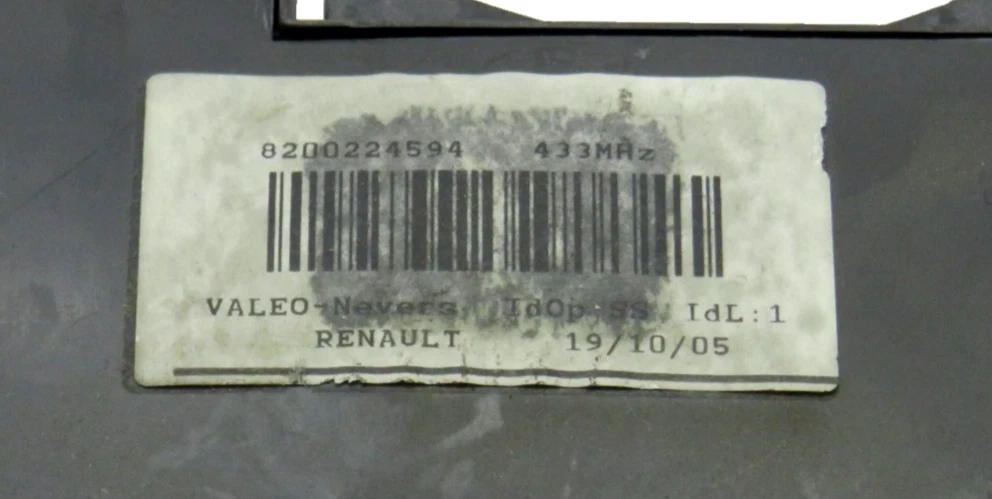 8200224594 433MHz
VALEO-Nevers IdOp:SS IdL:1
RENAULT 19/10/05